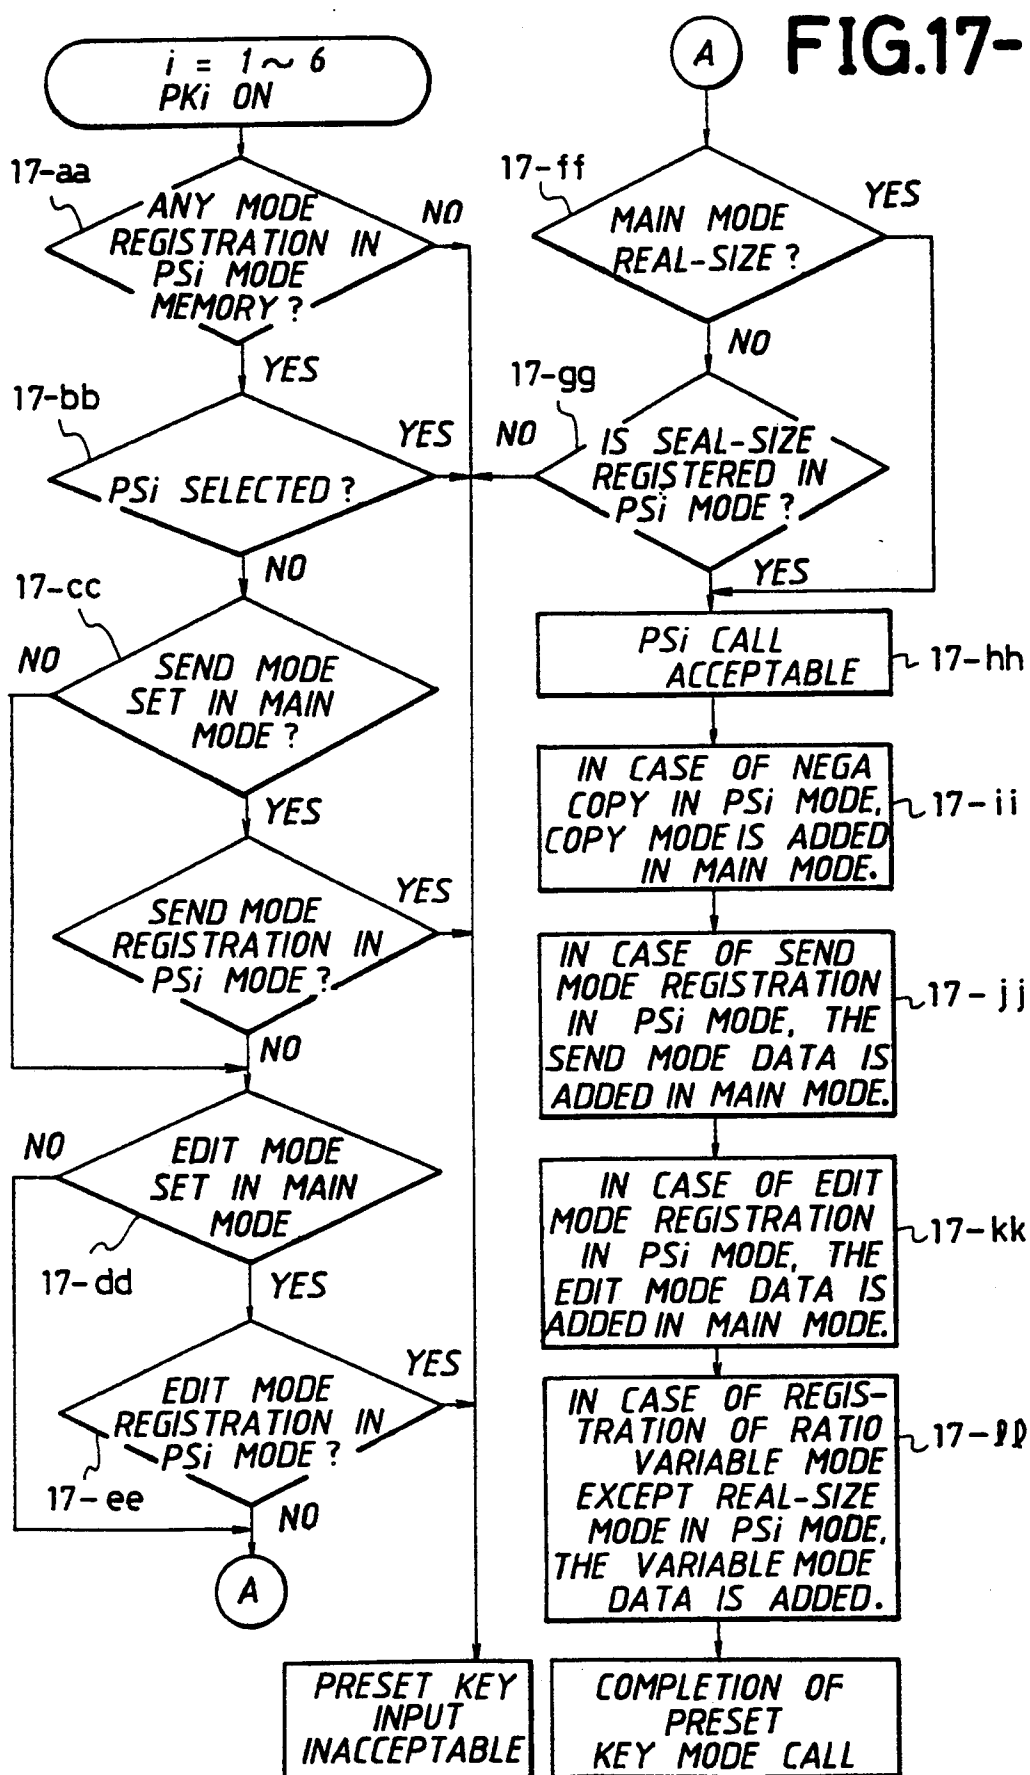 FIG.17-
i = 1 ~ 6
PKi ON
17-aa
ANY MODE
REGISTRATION IN
PSi MODE
MEMORY?
NO
YES
17-bb
PSi SELECTED?
YES
NO
17-cc
NO
SEND MODE
SET IN MAIN
MODE?
YES
SEND MODE
REGISTRATION IN
PSi MODE?
YES
NO
NO
EDIT MODE
SET IN MAIN
MODE
17-dd
YES
EDIT MODE
REGISTRATION IN
PSi MODE?
YES
17-ee
NO
A
PRESET KEY
INPUT
INACCEPTABLE
A
17-ff
MAIN MODE
REAL-SIZE?
YES
NO
17-gg
NO
IS SEAL-SIZE
REGISTERED IN
PSi MODE?
YES
PSi CALL
ACCEPTABLE
17-hh
IN CASE OF NEGA
COPY IN PSi MODE,
COPY MODE IS ADDED
IN MAIN MODE.
17-ii
IN CASE OF SEND
MODE REGISTRATION
IN PSi MODE, THE
SEND MODE DATA IS
ADDED IN MAIN MODE.
17-jj
IN CASE OF EDIT
MODE REGISTRATION
IN PSi MODE, THE
EDIT MODE DATA IS
ADDED IN MAIN MODE.
17-kk
IN CASE OF REGIS-
TRATION OF RATIO
VARIABLE MODE
EXCEPT REAL-SIZE
MODE IN PSi MODE,
THE VARIABLE MODE
DATA IS ADDED.
17-ll
COMPLETION OF
PRESET
KEY MODE CALL